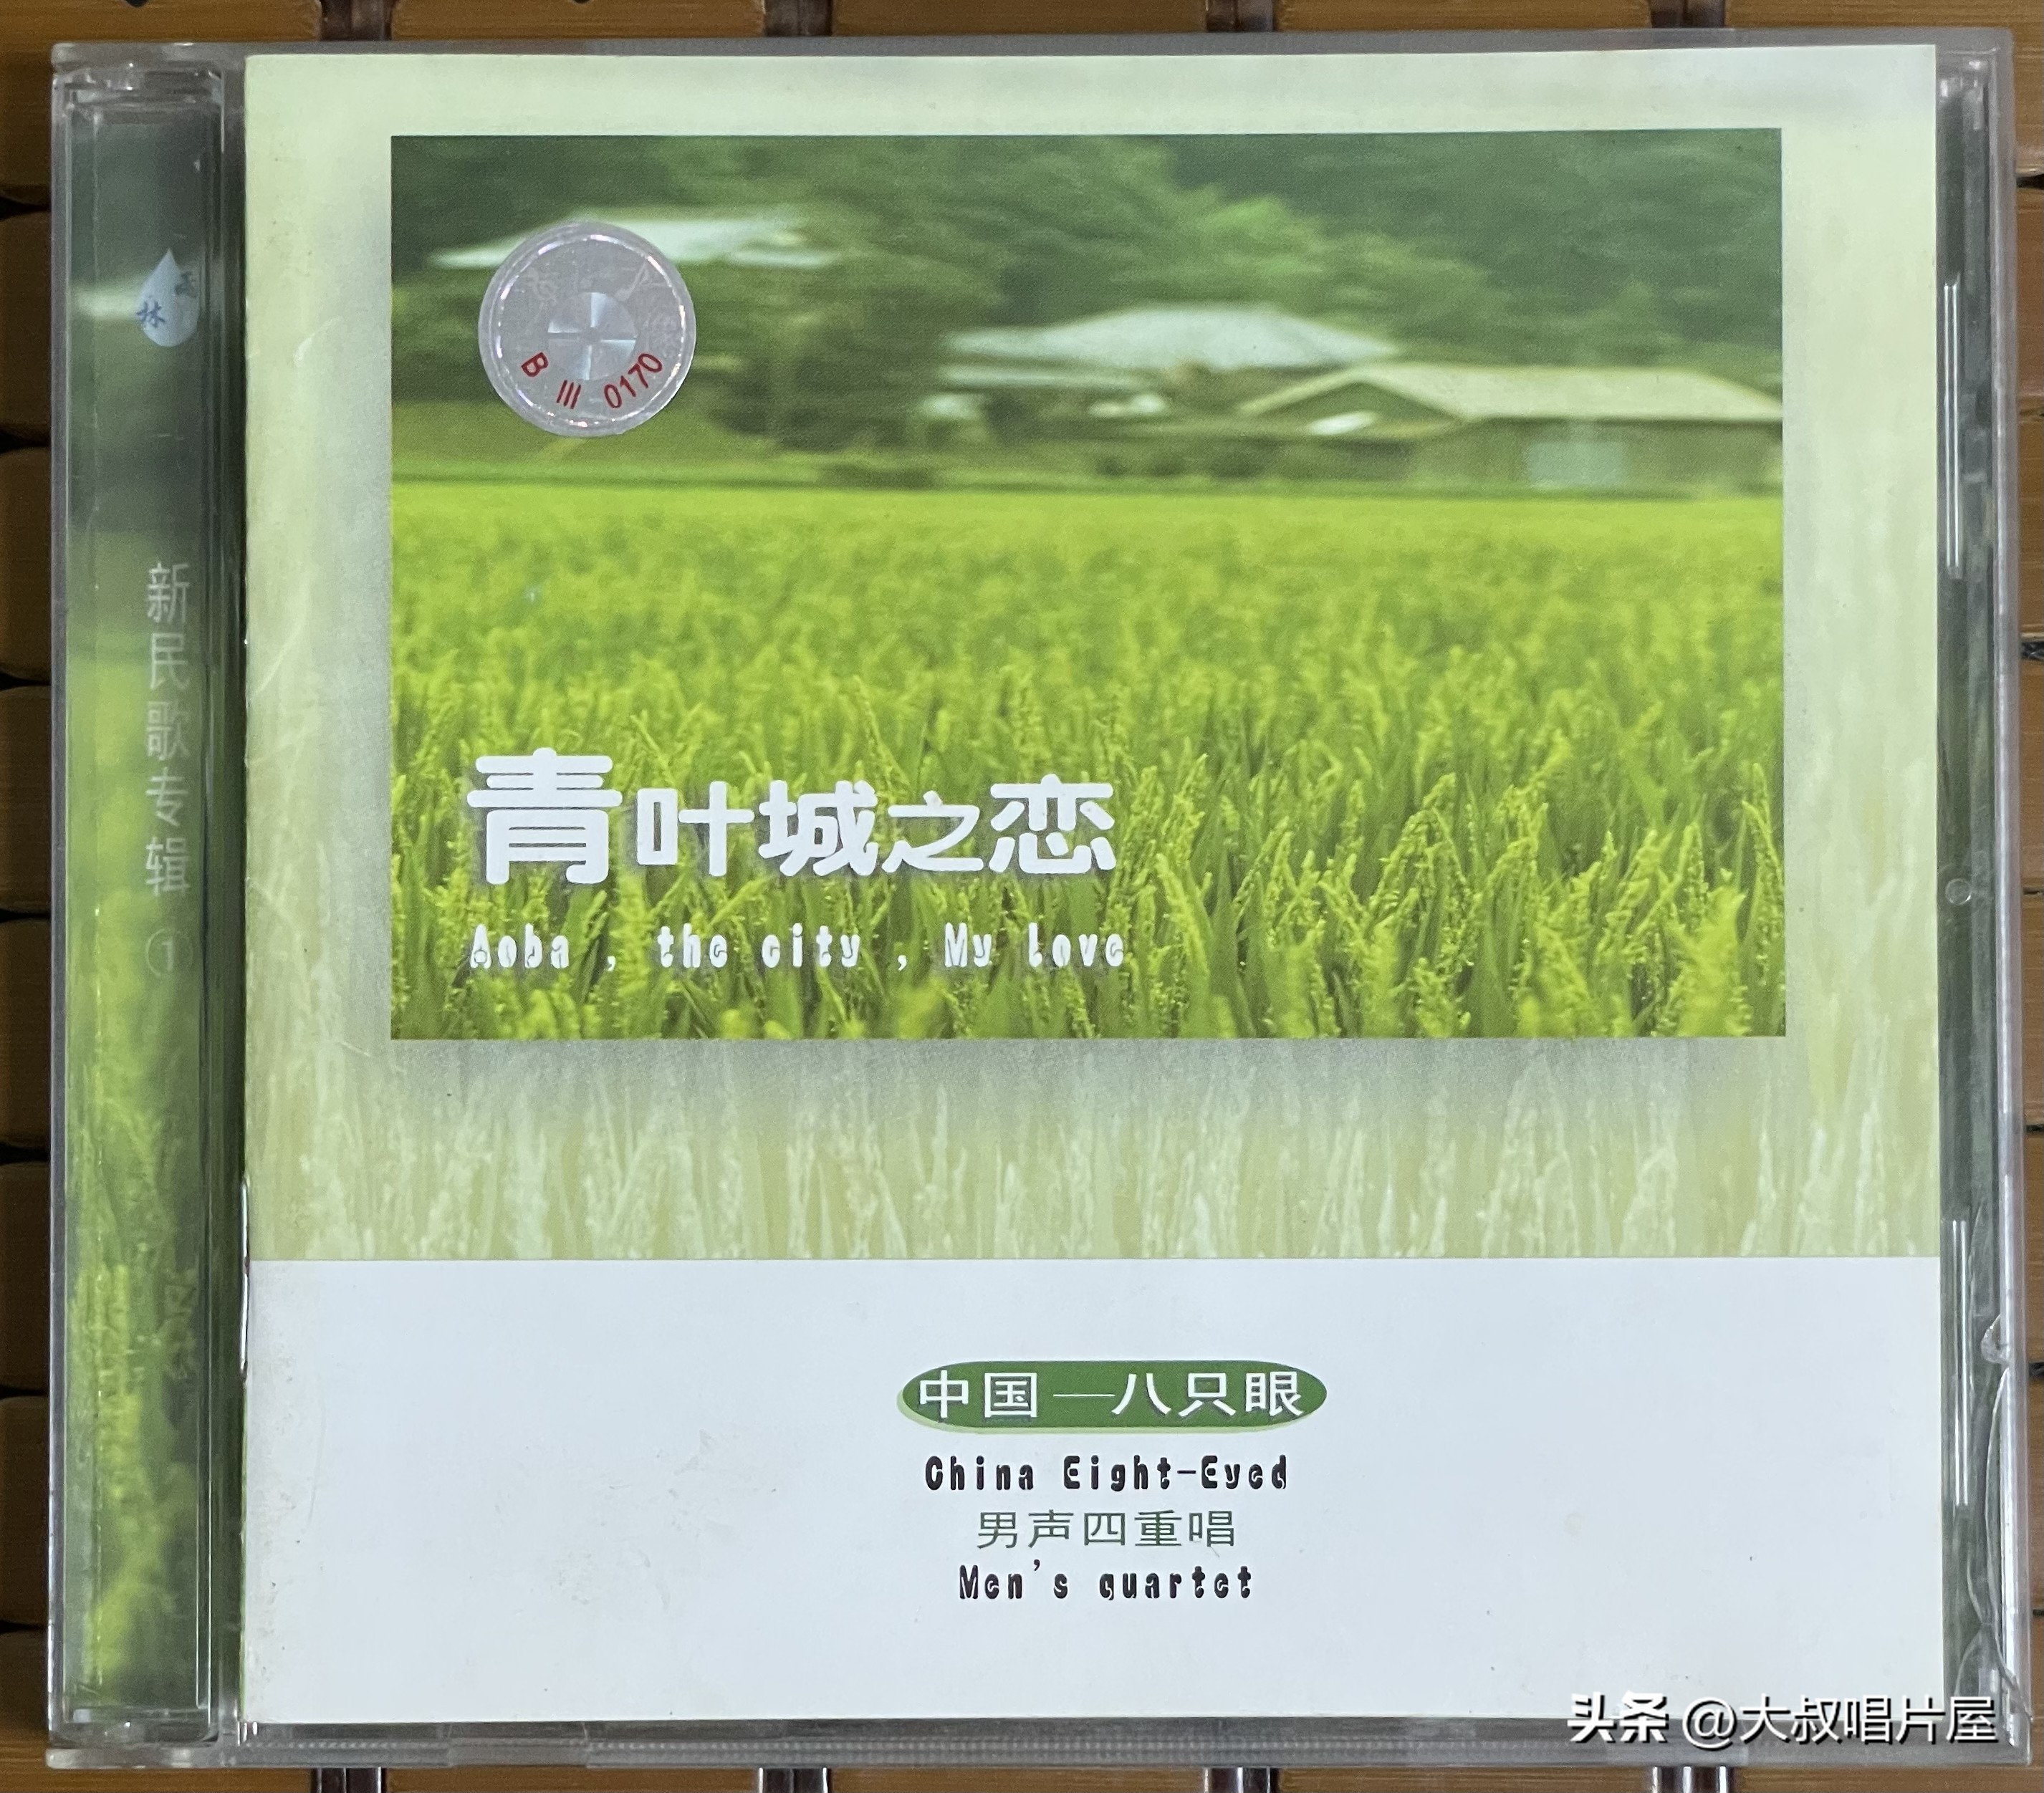 林
新民歌专辑①
B III 0170
青叶城之恋
Aoba , the city , My love
中国—八只眼
China Eight-Eyed
男声四重唱
Men's quartet
头条 @大叔唱片屋